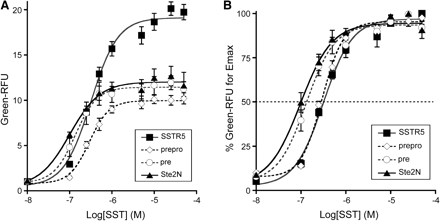 A
Green-RFU
20
15
10
5
0
-8
-7
-6
-5
-4
Log[SST] (M)
SSTR5
prepro
pre
Ste2N
B
% Green-RFU for Emax
100
75
50
25
0
-8
-7
-6
-5
-4
Log[SST] (M)
SSTR5
prepro
pre
Ste2N